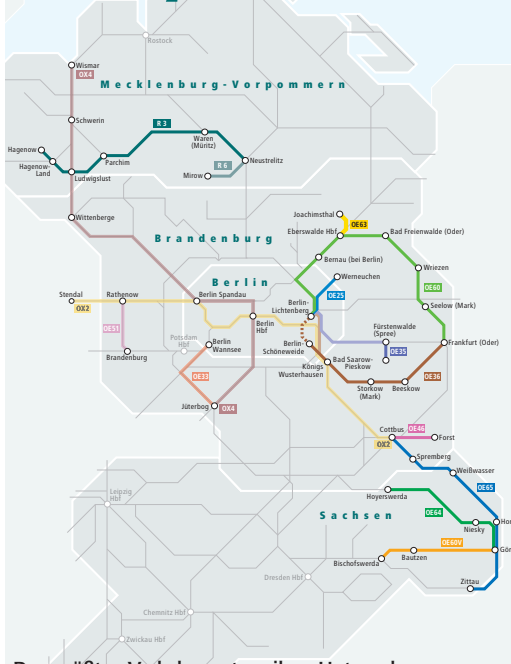 Rostock
Wismar
OX4
Mecklenburg-Vorpommern
Schwerin
R 3
Waren
(Müritz)
Hagenow
Hagenow-
Land
Parchim
Neustrelitz
R 6
Mirow
Ludwigslust
Joachimsthal
OE63
Wittenberge
Eberswalde Hbf
Bad Freienwalde (Oder)
Brandenburg
Bernau (bei Berlin)
Wriezen
Werneuchen
Berlin
OE60
Stendal
Rathenow
Berlin Spandau
OE25
Berlin-
Lichtenberg
Seelow (Mark)
OX2
OE51
Berlin
Hbf
Fürstenwalde
(Spree)
Potsdam
Hbf
Berlin
Wannsee
Berlin-
Schöneweide
OE35
Frankfurt (Oder)
Brandenburg
Königs
Wusterhausen
Bad Saarow-
Pieskow
OE33
OE36
Storkow
(Mark)
Beeskow
Jüterbog
OX4
Cottbus
OE46
Forst
OX2
Spremberg
Weißwasser
Leipzig
Hbf
Hoyerswerda
OE65
Sachsen
OE64
Niesky
Hor
OE60V
Bautzen
Gör
Bischofswerda
Dresden Hbf
Zittau
Chemnitz Hbf
Zwickau Hbf